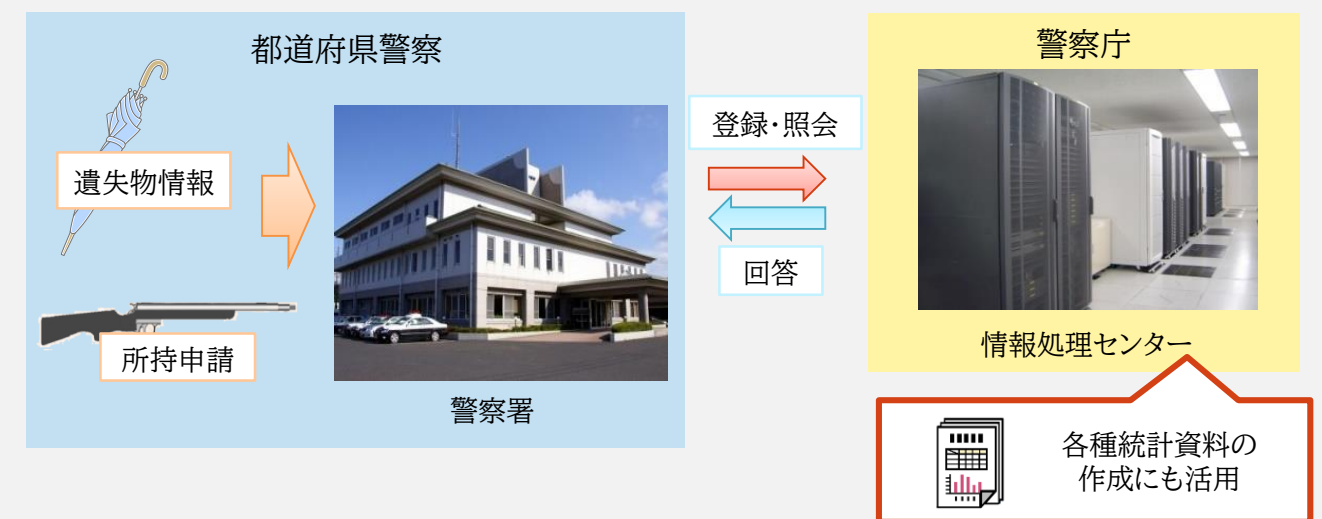 都道府県警察
遺失物情報
所持申請
警察署
登録・照会
回答
警察庁
情報処理センター
各種統計資料の
作成にも活用